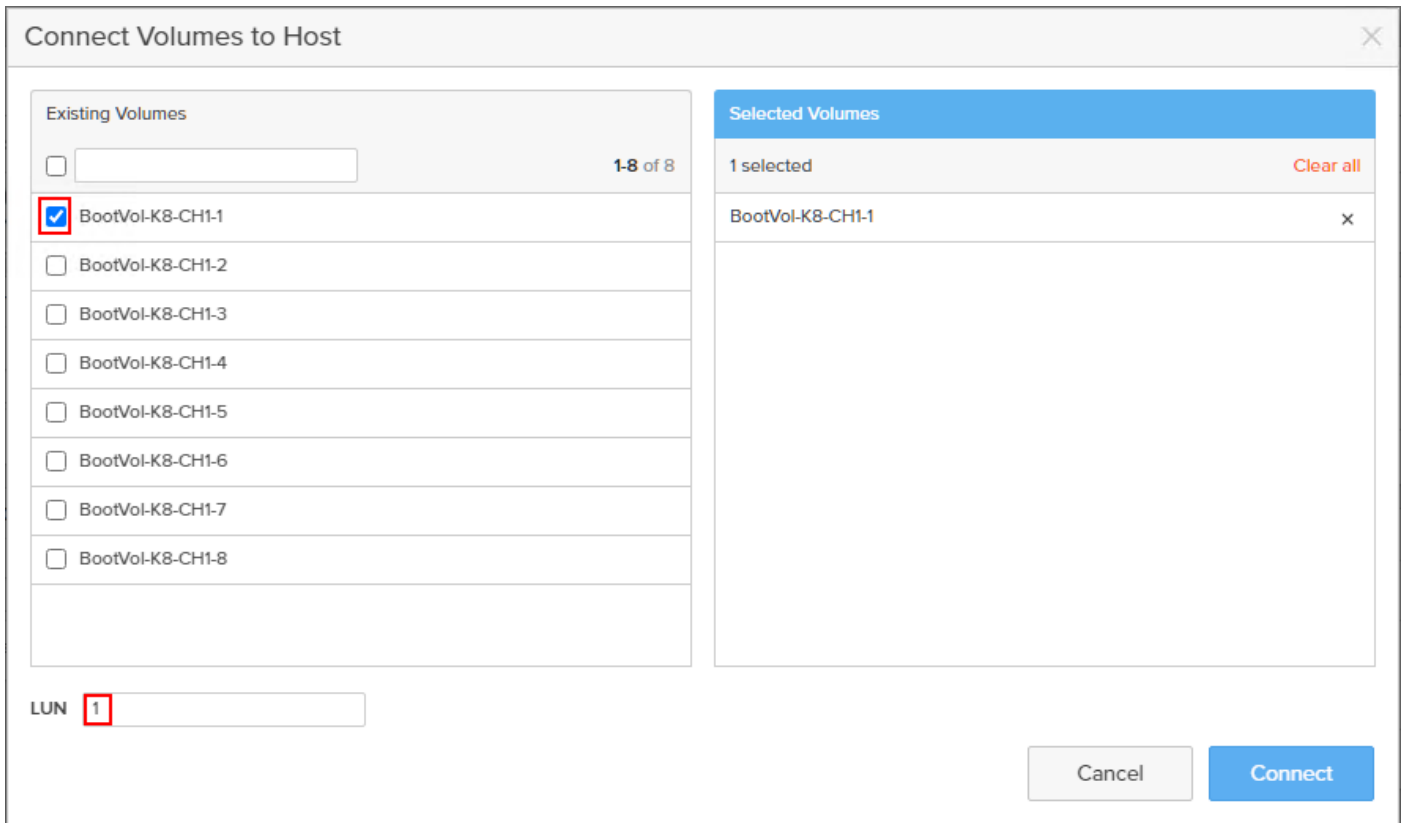 Connect Volumes to Host
Existing Volumes
1-8 of 8
BootVol-K8-CH1-1
BootVol-K8-CH1-2
BootVol-K8-CH1-3
BootVol-K8-CH1-4
BootVol-K8-CH1-5
BootVol-K8-CH1-6
BootVol-K8-CH1-7
BootVol-K8-CH1-8
Selected Volumes
1 selected Clear all
BootVol-K8-CH1-1
LUN 1
Cancel Connect